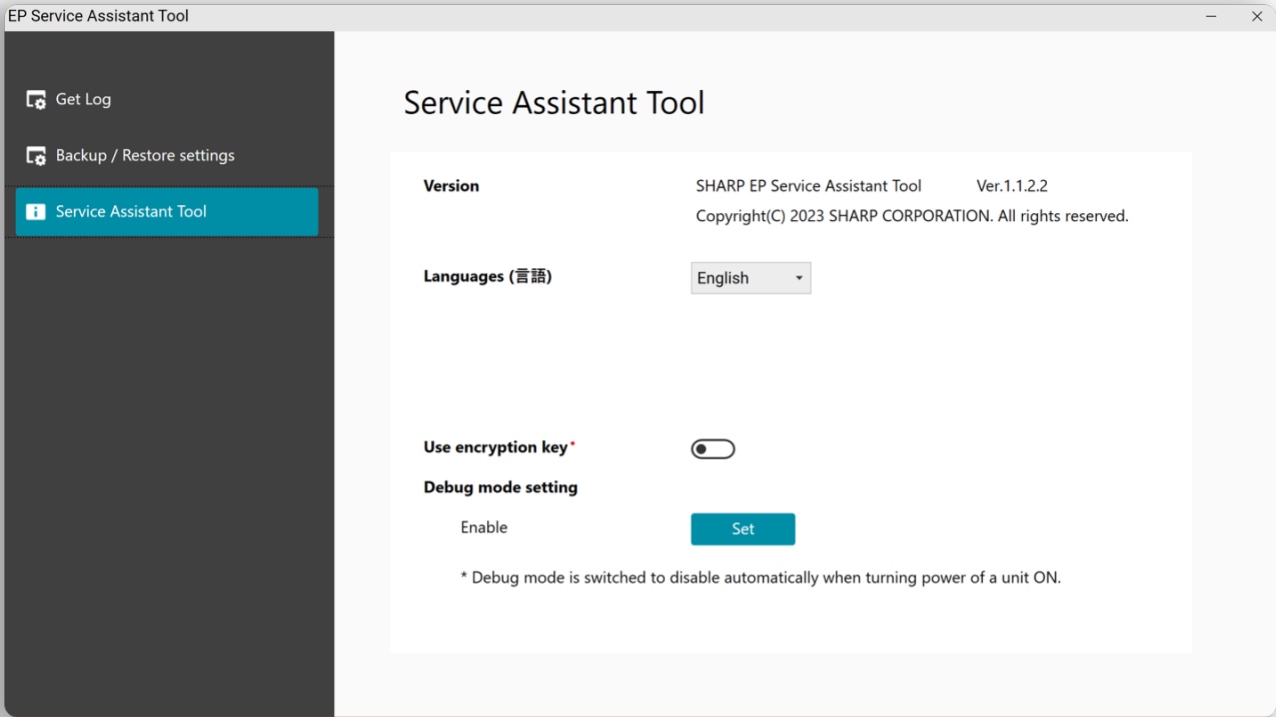 EP Service Assistant Tool
Get Log
Backup / Restore settings
Service Assistant Tool
Service Assistant Tool
Version
SHARP EP Service Assistant Tool Ver.1.1.2.2
Copyright(C) 2023 SHARP CORPORATION. All rights reserved.
Languages (言語)
English
Use encryption key*
Debug mode setting
Enable
Set
* Debug mode is switched to disable automatically when turning power of a unit ON.